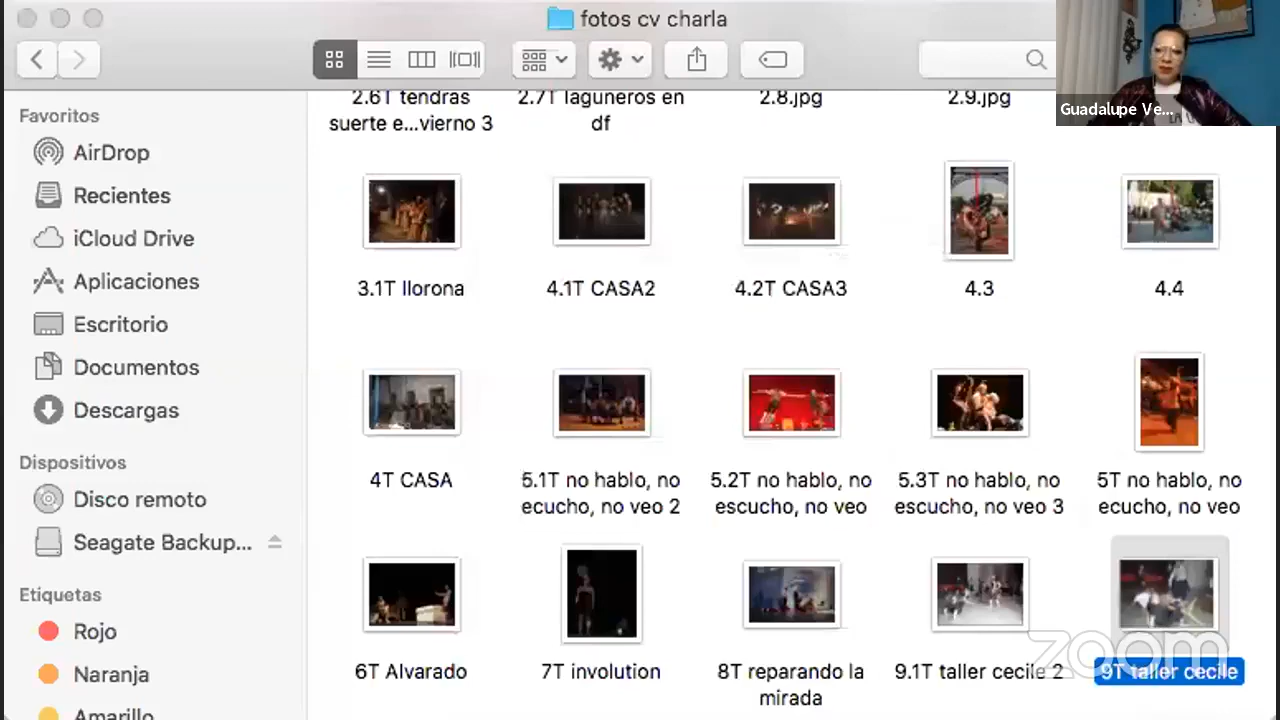 fotos cv charla
Guadalupe Ve...
Favoritos
AirDrop
Recientes
iCloud Drive
Aplicaciones
Escritorio
Documentos
Descargas
Dispositivos
Disco remoto
Seagate Backup...
Etiquetas
Rojo
Naranja
Amarillo
2.6T tendras
suerte e...vierno 3
2.7T laguneros en
df
2.8.jpg
2.9.jpg
3.1T llorona
4.1T CASA2
4.2T CASA3
4.3
4.4
4T CASA
5.1T no hablo, no
ecucho, no veo 2
5.2T no hablo, no
escucho, no veo
5.3T no hablo, no
escucho, no veo 3
5T no hablo, no
ecucho, no veo
6T Alvarado
7T involution
8T reparando la
mirada
9.1T taller cecile 2
9T taller cecile
zoom